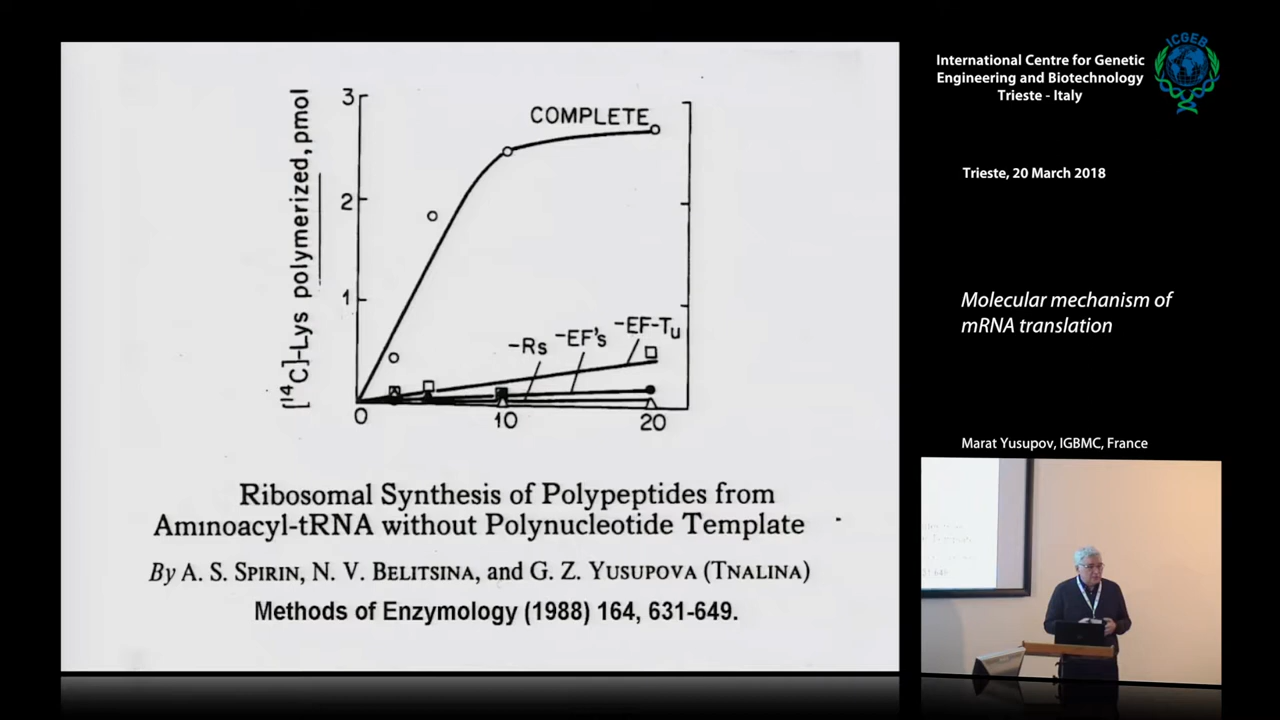 3
COMPLETE
2
1
[¹⁴C]-Lys polymerized, pmol
-Rs
-EF's
-EF-Tu
0
10
20
Ribosomal Synthesis of Polypeptides from
Aminoacyl-tRNA without Polynucleotide Template
By A. S. SPIRIN, N. V. BELITSINA, and G. Z. YUSUPOVA (TNALINA)
Methods of Enzymology (1988) 164, 631-649.
International Centre for Genetic
Engineering and Biotechnology
Trieste - Italy
ICGEB
Trieste, 20 March 2018
Molecular mechanism of
mRNA translation
Marat Yusupov, IGBMC, France